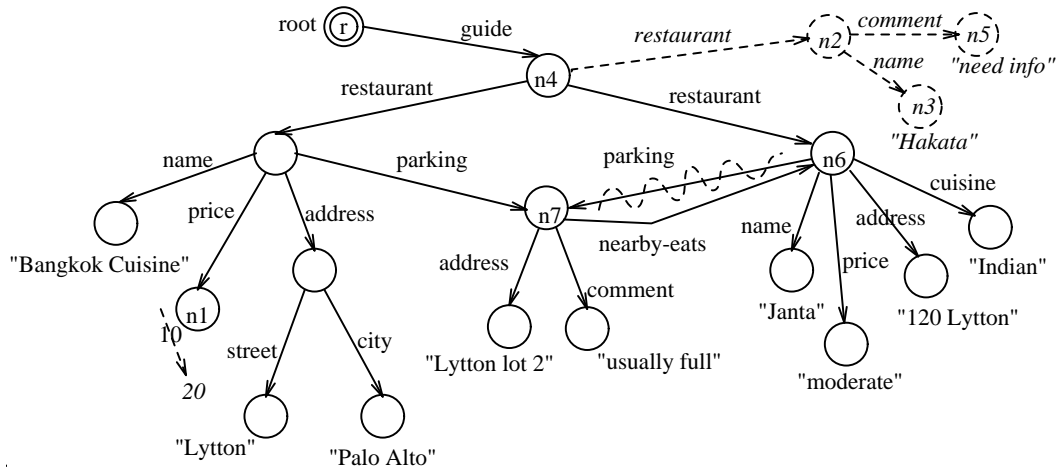 root
r
guide
restaurant
n2
comment
n5
"need info"
name
n3
"Hakata"
n4
restaurant
restaurant
name
parking
parking
n6
cuisine
price
address
n7
nearby-eats
name
address
price
"Bangkok Cuisine"
n1
10
20
address
comment
"Indian"
"Janta"
"120 Lytton"
street
city
"Lytton lot 2"
"usually full"
"moderate"
"Lytton"
"Palo Alto"